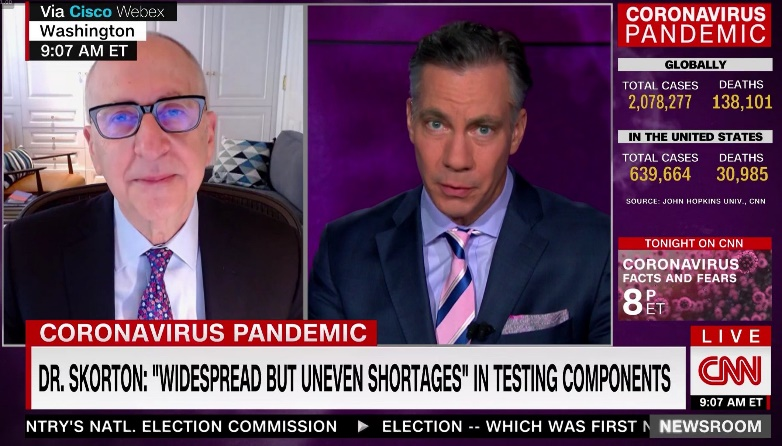 Via Cisco Webex
Washington
9:07 AM ET
CORONAVIRUS
PANDEMIC
GLOBALLY
TOTAL CASES DEATHS
2,078,277 138,101
IN THE UNITED STATES
TOTAL CASES DEATHS
639,664 30,985
SOURCE: JOHN HOPKINS UNIV., CNN
TONIGHT ON CNN
CORONAVIRUS
FACTS AND FEARS
8 P ET
CORONAVIRUS PANDEMIC
DR. SKORTON: "WIDESPREAD BUT UNEVEN SHORTAGES" IN TESTING COMPONENTS
LIVE
CNN
9:07 AM ET
NTRY'S NATL. ELECTION COMMISSION ▶ ELECTION -- WHICH WAS FIRST N
NEWSROOM